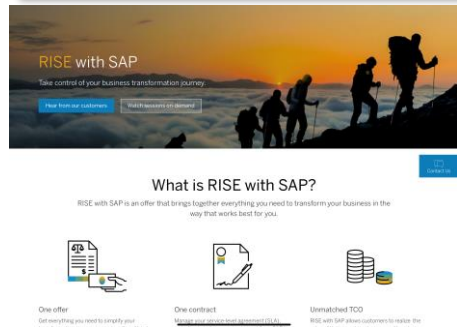 RISE with SAP
Take control of your business transformation journey.
Hear from our customers
Watch sessions on demand
Contact Us
What is RISE with SAP?
RISE with SAP is an offer that brings together everything you need to transform your business in the
way that works best for you.
One offer
Get everything you need to simplify your
One contract
Manage your service level agreement (SLA),
Unmatched TCO
RISE with SAP allows customers to realize the